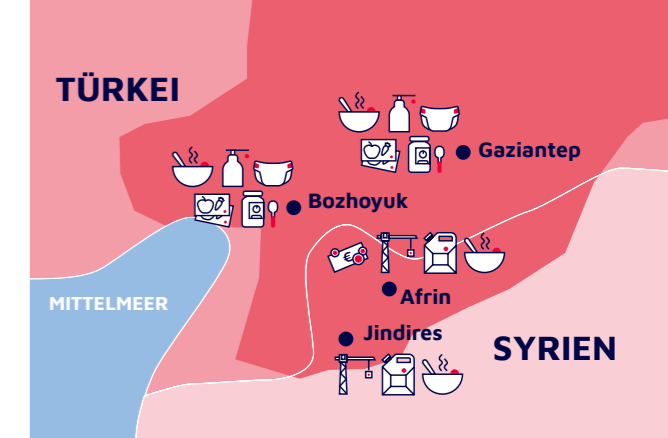 TÜRKEI
Gaziantep
Bozhoyuk
MITTELMEER
€
Afrin
Jindires
SYRIEN